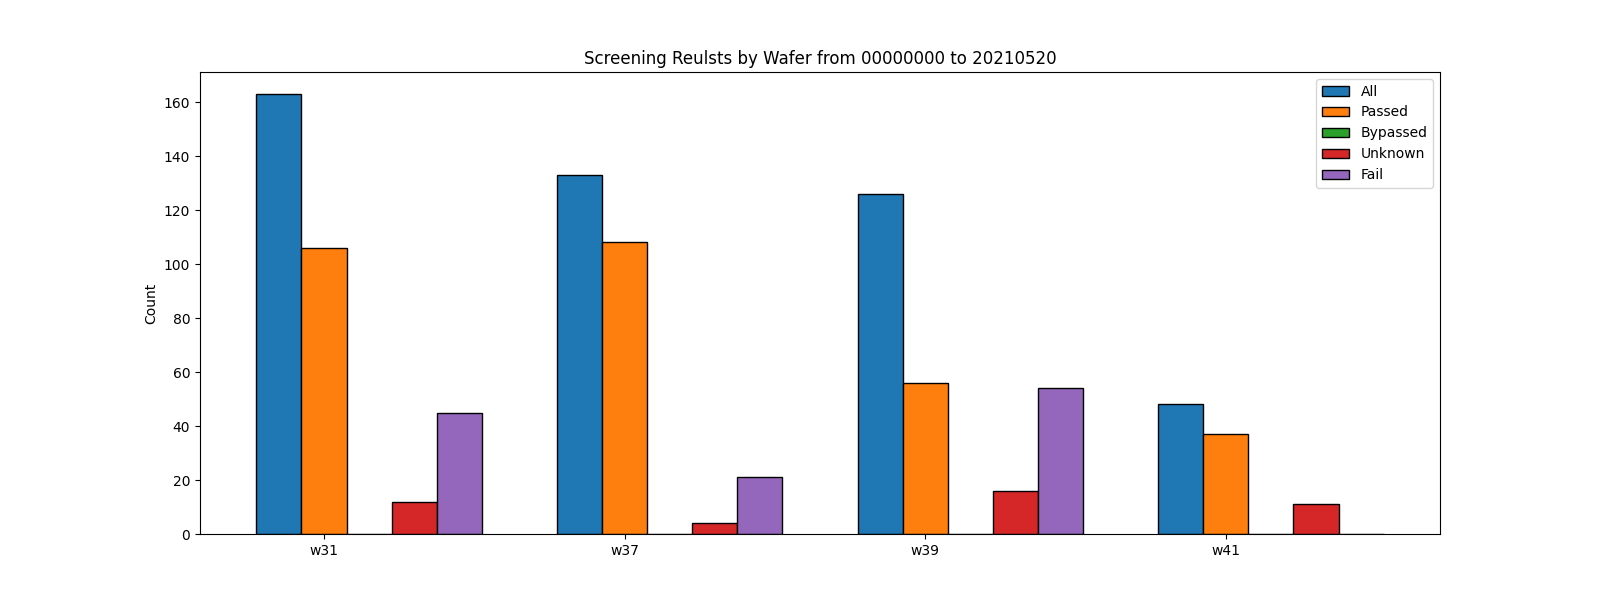 Screening Reulsts by Wafer from 00000000 to 20210520
All
Passed
Bypassed
Unknown
Fail
Count
160
140
120
100
80
60
40
20
0
w31
w37
w39
w41